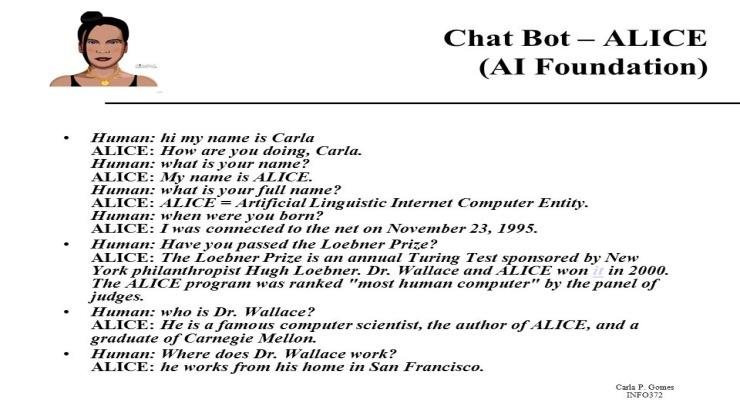 Chat Bot – ALICE
(AI Foundation)
• Human: hi my name is Carla
ALICE: How are you doing, Carla.
Human: what is your name?
ALICE: My name is ALICE.
Human: what is your full name?
ALICE: ALICE = Artificial Linguistic Internet Computer Entity.
Human: when were you born?
ALICE: I was connected to the net on November 23, 1995.
• Human: Have you passed the Loebner Prize?
ALICE: The Loebner Prize is an annual Turing Test sponsored by New
York philanthropist Hugh Loebner. Dr. Wallace and ALICE won it in 2000.
The ALICE program was ranked "most human computer" by the panel of
judges.
• Human: who is Dr. Wallace?
ALICE: He is a famous computer scientist, the author of ALICE, and a
graduate of Carnegie Mellon.
• Human: Where does Dr. Wallace work?
ALICE: he works from his home in San Francisco.
Carla P. Gomes
INFO372